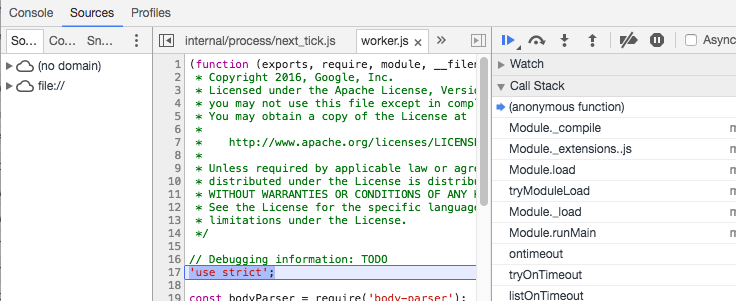 Console Sources Profiles
So... Co... Sn...
(no domain)
file://
internal/process/next_tick.js worker.js × »
1 (function (exports, require, module, __filen
2 * Copyright 2016, Google, Inc.
3 * Licensed under the Apache License, Versi
4 * you may not use this file except in comp
5 * You may obtain a copy of the License at
6 *
7 * http://www.apache.org/licenses/LICENS
8 *
9 * Unless required by applicable law or agre
10 * distributed under the License is distribu
11 * WITHOUT WARRANTIES OR CONDITIONS OF ANY K
12 * See the License for the specific language
13 * limitations under the License.
14 */
15
16 // Debugging information: TODO
17 'use strict';
18
19 const bodyParser = require('body-parser');
Async
Watch
Call Stack
(anonymous function)
Module._compile m
Module._extensions..js m
Module.load m
tryModuleLoad m
Module._load m
Module.runMain m
ontimeout
tryOnTimeout
listOnTimeout